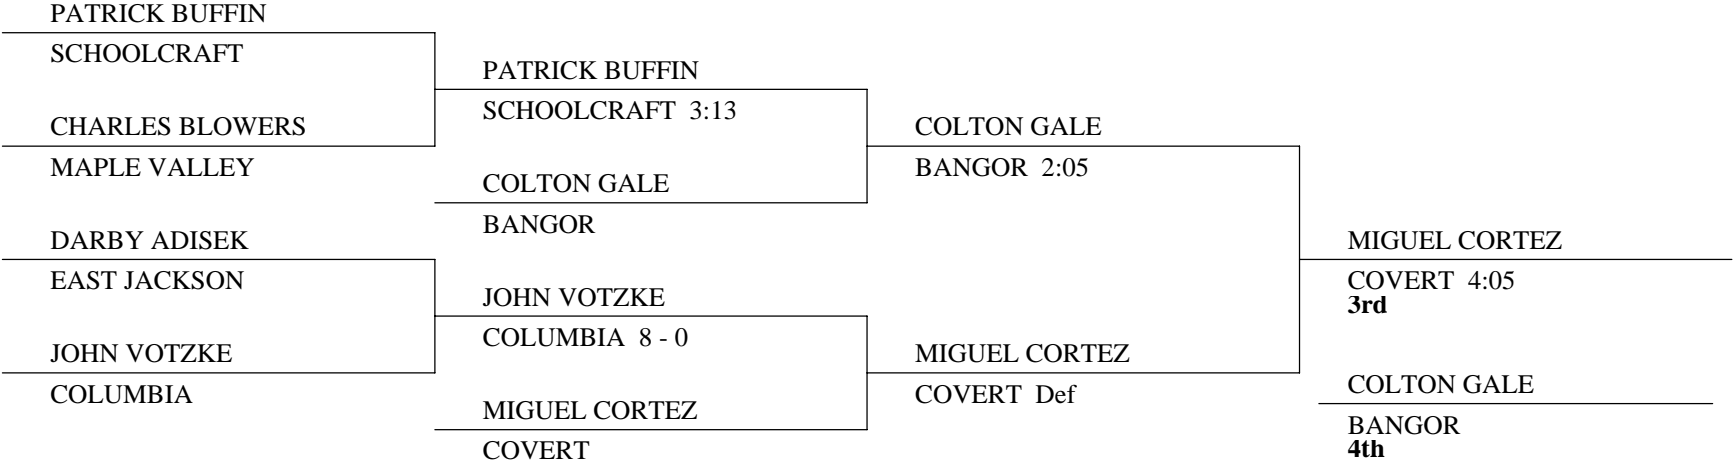 PATRICK BUFFIN
SCHOOLCRAFT
CHARLES BLOWERS
MAPLE VALLEY
DARBY ADISEK
EAST JACKSON
JOHN VOTZKE
COLUMBIA
PATRICK BUFFIN
SCHOOLCRAFT 3:13
COLTON GALE
BANGOR
JOHN VOTZKE
COLUMBIA 8 - 0
MIGUEL CORTEZ
COVERT
COLTON GALE
BANGOR 2:05
MIGUEL CORTEZ
COVERT Def
MIGUEL CORTEZ
COVERT 4:05
3rd
COLTON GALE
BANGOR
4th